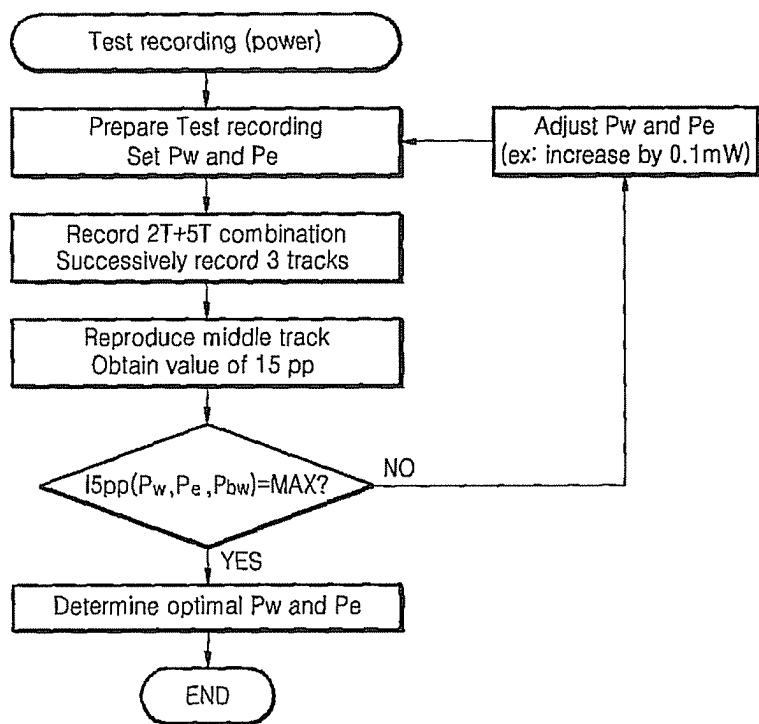 Test recording (power)
Prepare Test recording
Set Pw and Pe
Adjust Pw and Pe
(ex: increase by 0.1mW)
Record 2T+5T combination
Successively record 3 tracks
Reproduce middle track
Obtain value of 15 pp
I5pp(Pw,Pe,Pbw)=MAX?
NO
YES
Determine optimal Pw and Pe
END